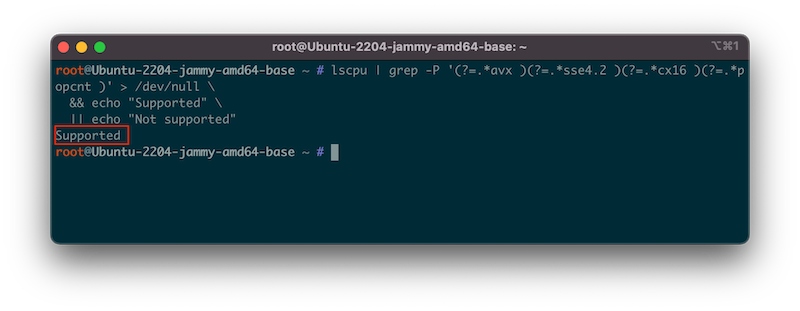 root@Ubuntu-2204-jammy-amd64-base: ~
⌥⌘1
root@Ubuntu-2204-jammy-amd64-base ~ # lscpu | grep -P '(?=.*avx )(?=.*sse4.2 )(?=.*cx16 )(?=.*p
opcnt )' > /dev/null \
  && echo "Supported" \
  || echo "Not supported"
Supported
root@Ubuntu-2204-jammy-amd64-base ~ #